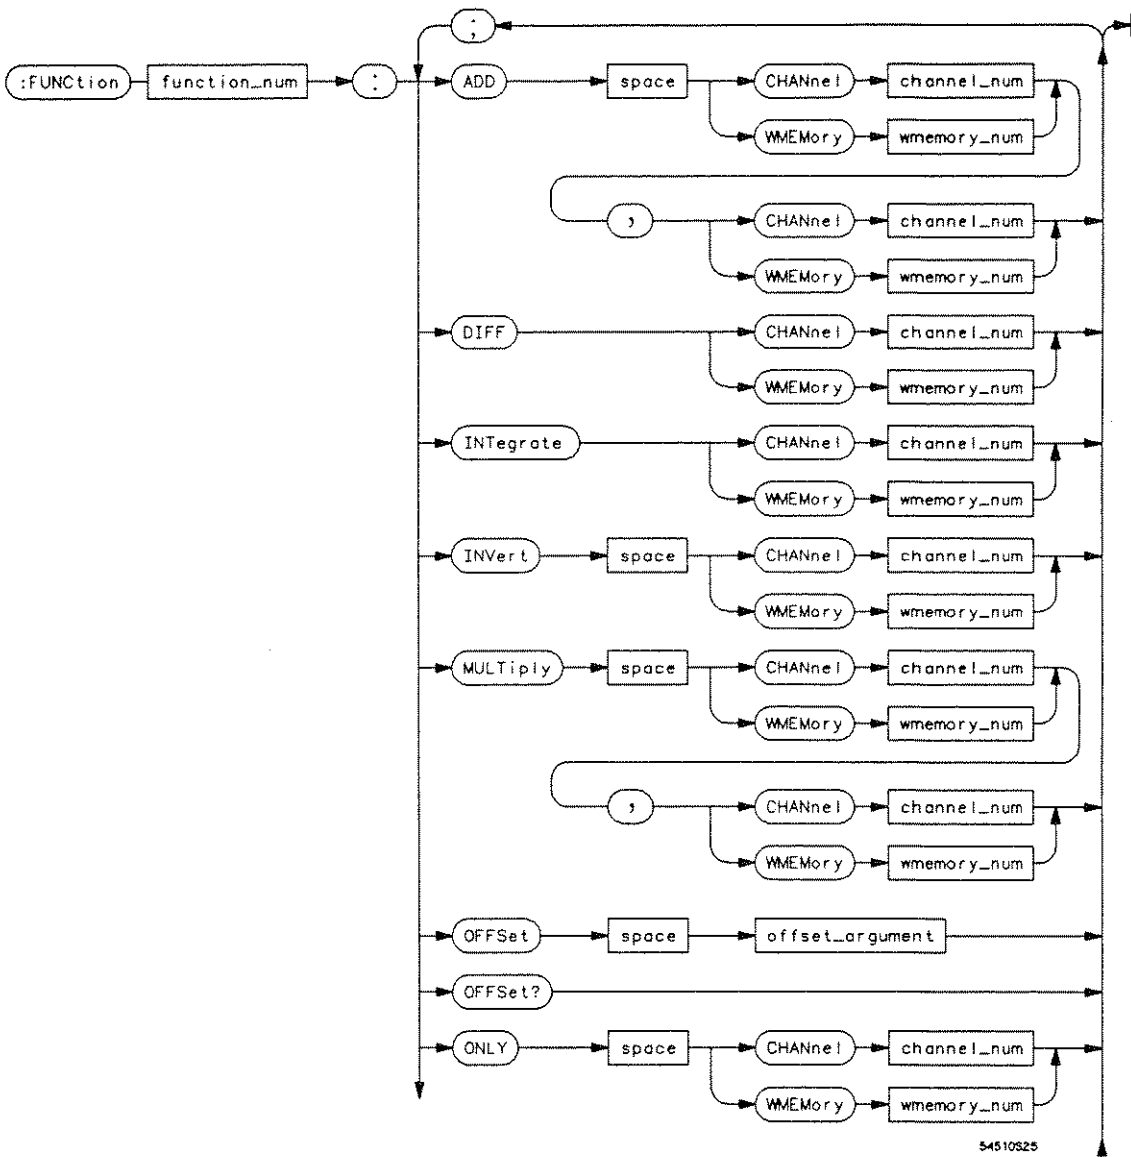 ;
:FUNCtion function_num : ADD space CHANnel channel_num
WMEMory wmemory_num
, CHANnel channel_num
WMEMory wmemory_num
DIFF CHANnel channel_num
WMEMory wmemory_num
INTegrate CHANnel channel_num
WMEMory wmemory_num
INVert space CHANnel channel_num
WMEMory wmemory_num
MULTiply space CHANnel channel_num
WMEMory wmemory_num
, CHANnel channel_num
WMEMory wmemory_num
OFFSet space offset_argument
OFFSet?
ONLY space CHANnel channel_num
WMEMory wmemory_num
54510S25